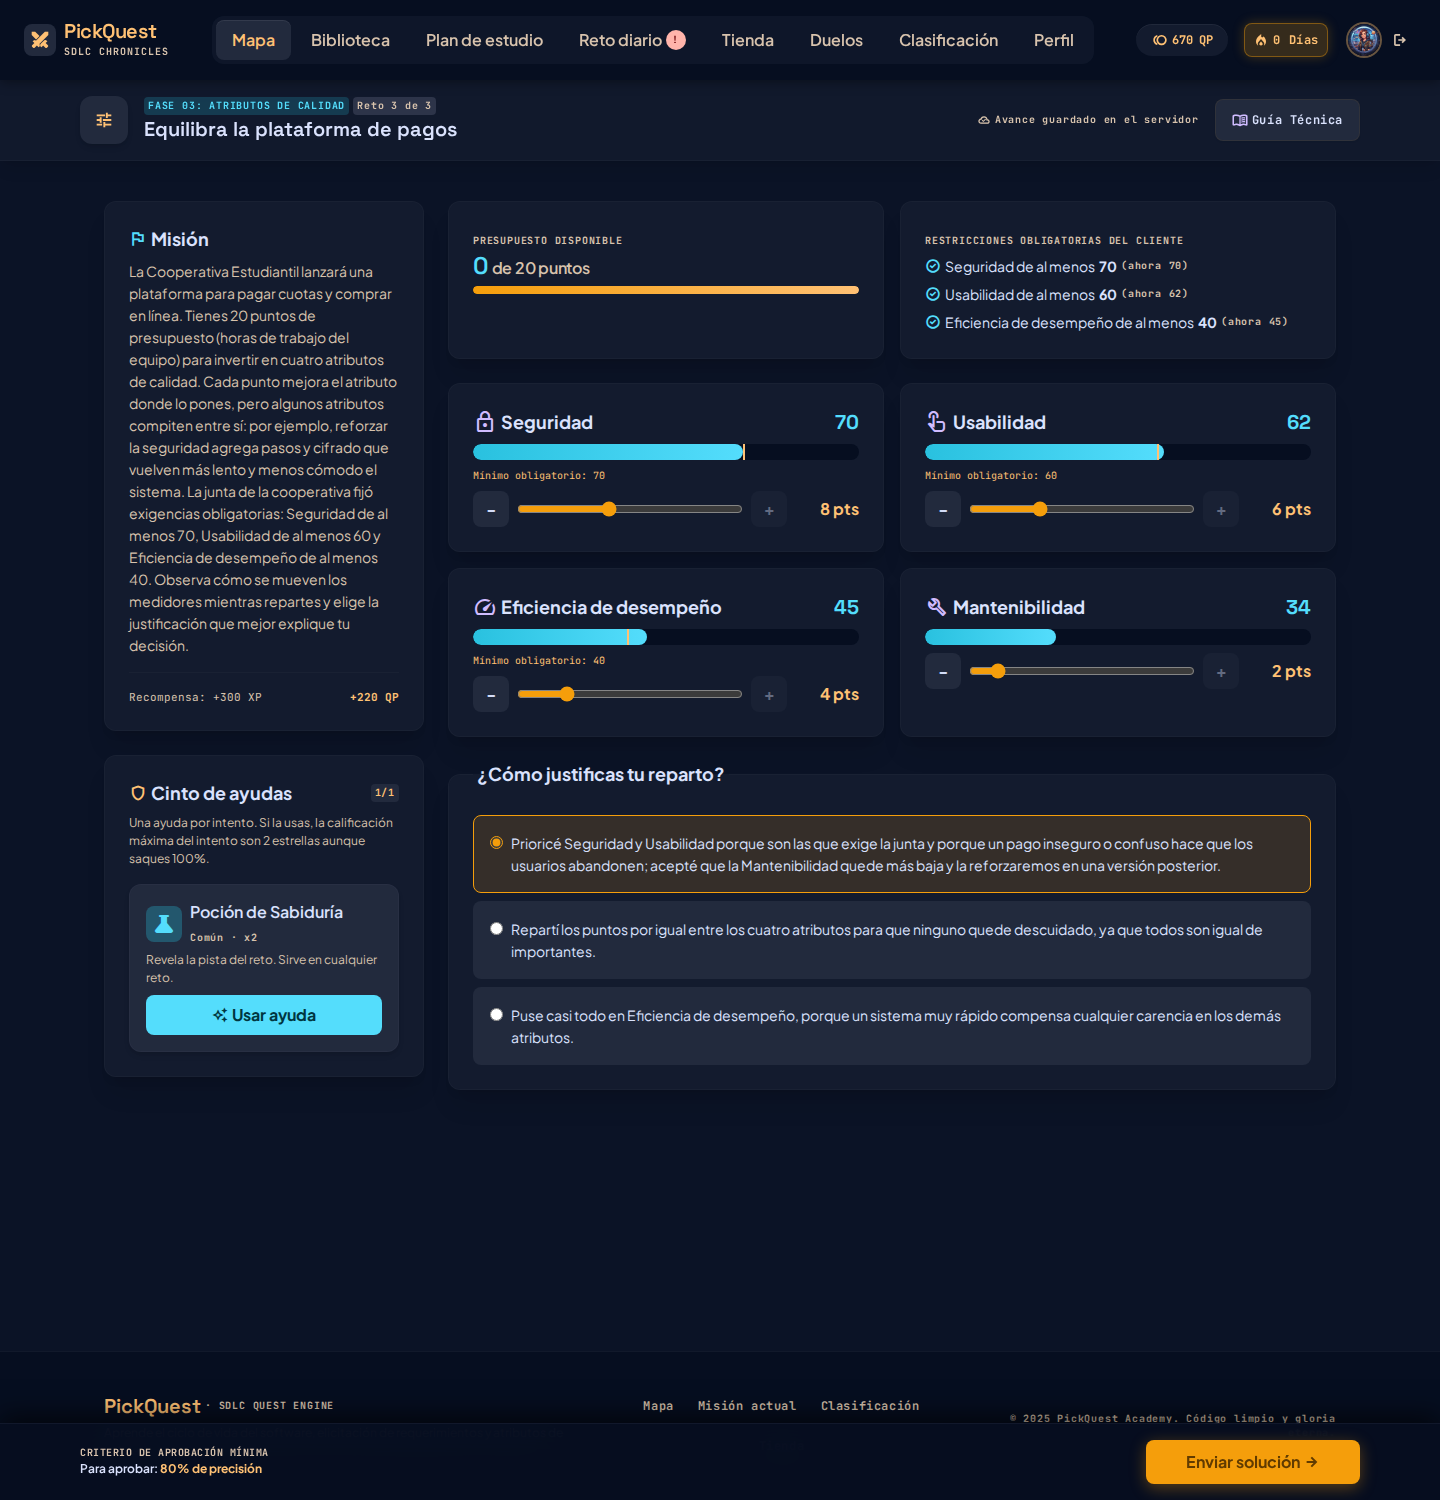 PickQuest
SDLC CHRONICLES
Mapa
Biblioteca
Plan de estudio
Reto diario !
Tienda
Duelos
Clasificación
Perfil
670 QP
0 Días
FASE 03: ATRIBUTOS DE CALIDAD
Reto 3 de 3
Equilibra la plataforma de pagos
Avance guardado en el servidor
Guía Técnica
Misión
La Cooperativa Estudiantil lanzará una
plataforma para pagar cuotas y comprar
en línea. Tienes 20 puntos de
presupuesto (horas de trabajo del
equipo) para invertir en cuatro atributos
de calidad. Cada punto mejora el atributo
donde lo pones, pero algunos atributos
compiten entre sí: por ejemplo, reforzar
la seguridad agrega pasos y cifrado que
vuelven más lento y menos cómodo el
sistema. La junta de la cooperativa fijó
exigencias obligatorias: Seguridad de al
menos 70, Usabilidad de al menos 60 y
Eficiencia de desempeño de al menos
40. Observa cómo se mueven los
medidores mientras repartes y elige la
justificación que mejor explique tu
decisión.
Recompensa: +300 XP
+220 QP
Cinto de ayudas
1/1
Una ayuda por intento. Si la usas, la calificación
máxima del intento son 2 estrellas aunque
saques 100%.
Poción de Sabiduría
Común · x2
Revela la pista del reto. Sirve en cualquier
reto.
Usar ayuda
PRESUPUESTO DISPONIBLE
0 de 20 puntos
RESTRICCIONES OBLIGATORIAS DEL CLIENTE
Seguridad de al menos 70 (ahora 70)
Usabilidad de al menos 60 (ahora 62)
Eficiencia de desempeño de al menos 40 (ahora 45)
Seguridad
70
Mínimo obligatorio: 70
−
+
8 pts
Usabilidad
62
Mínimo obligatorio: 60
−
+
6 pts
Eficiencia de desempeño
45
Mínimo obligatorio: 40
−
+
4 pts
Mantenibilidad
34
−
+
2 pts
¿Cómo justificas tu reparto?
Prioricé Seguridad y Usabilidad porque son las que exige la junta y porque un pago inseguro o confuso hace que los
usuarios abandonen; acepté que la Mantenibilidad quede más baja y la reforzaremos en una versión posterior.
Repartí los puntos por igual entre los cuatro atributos para que ninguno quede descuidado, ya que todos son igual de
importantes.
Puse casi todo en Eficiencia de desempeño, porque un sistema muy rápido compensa cualquier carencia en los demás
atributos.
PickQuest · SDLC QUEST ENGINE
Mapa
Misión actual
Clasificación
© 2025 PickQuest Academy. Código limpio y gloria
CRITERIO DE APROBACIÓN MÍNIMA
Para aprobar: 80% de precisión
Enviar solución →